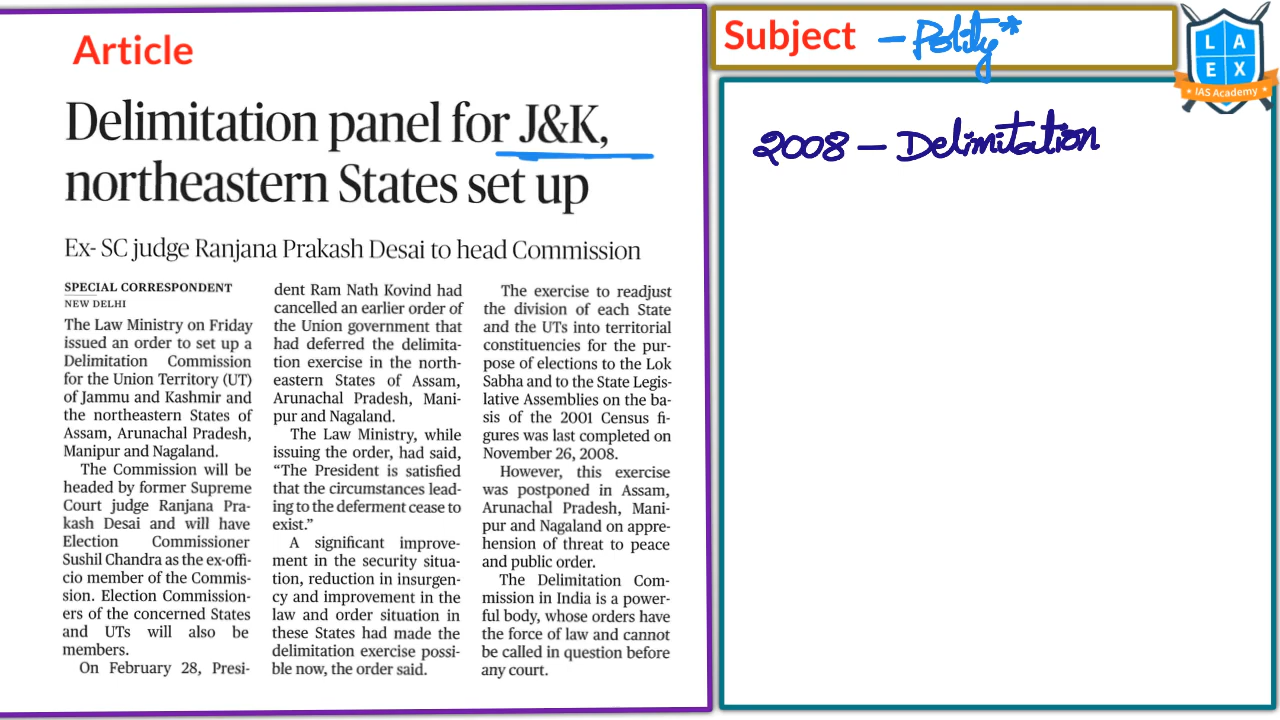 Article
Delimitation panel for J&K,
northeastern States set up
Ex- SC judge Ranjana Prakash Desai to head Commission
SPECIAL CORRESPONDENT
NEW DELHI
The Law Ministry on Friday
issued an order to set up a
Delimitation Commission
for the Union Territory (UT)
of Jammu and Kashmir and
the northeastern States of
Assam, Arunachal Pradesh,
Manipur and Nagaland.
The Commission will be
headed by former Supreme
Court judge Ranjana Pra-
kash Desai and will have
Election Commissioner
Sushil Chandra as the ex-offi-
cio member of the Commis-
sion. Election Commission-
ers of the concerned States
and UTs will also be
members.
On February 28, Presi-
dent Ram Nath Kovind had
cancelled an earlier order of
the Union government that
had deferred the delimita-
tion exercise in the north-
eastern States of Assam,
Arunachal Pradesh, Mani-
pur and Nagaland.
The Law Ministry, while
issuing the order, had said,
“The President is satisfied
that the circumstances lead-
ing to the deferment cease to
exist.”
A significant improve-
ment in the security situa-
tion, reduction in insurgen-
cy and improvement in the
law and order situation in
these States had made the
delimitation exercise possi-
ble now, the order said.
The exercise to readjust
the division of each State
and the UTs into territorial
constituencies for the pur-
pose of elections to the Lok
Sabha and to the State Legis-
lative Assemblies on the ba-
sis of the 2001 Census fi-
gures was last completed on
November 26, 2008.
However, this exercise
was postponed in Assam,
Arunachal Pradesh, Mani-
pur and Nagaland on appre-
hension of threat to peace
and public order.
The Delimitation Com-
mission in India is a power-
ful body, whose orders have
the force of law and cannot
be called in question before
any court.
Subject – Polity*
LA
EX
IAS Academy
2008 – Delimitation